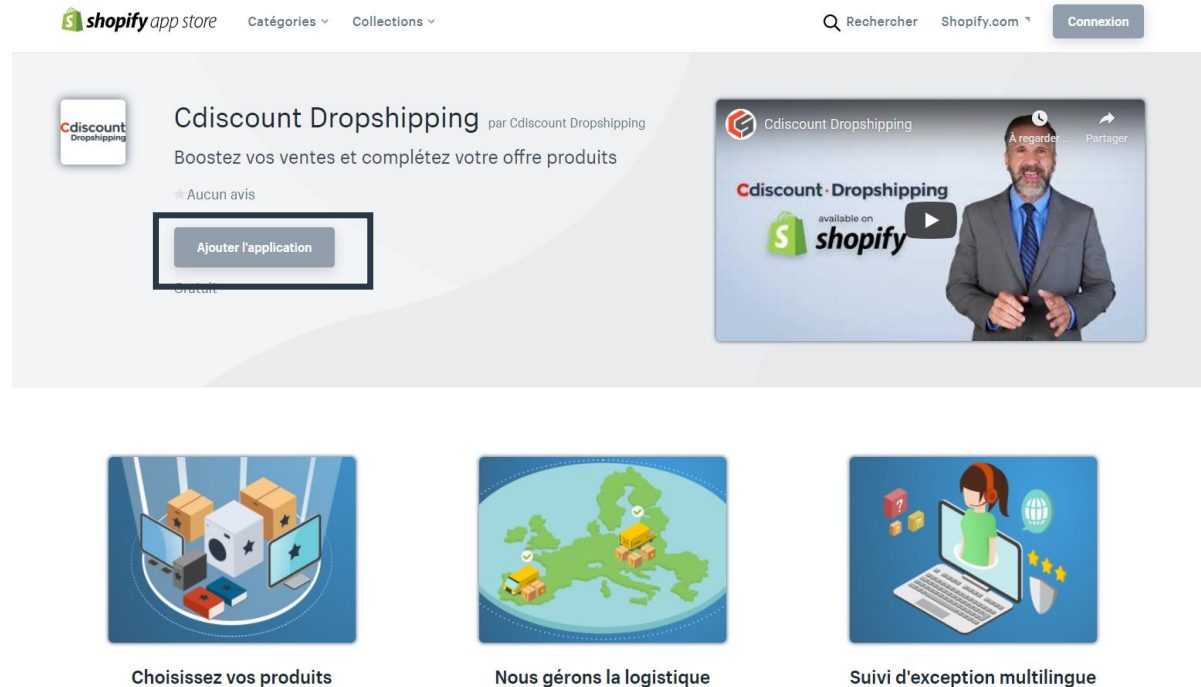 shopify app store Catégories Collections Rechercher Shopify.com Connexion
Cdiscount
Dropshipping
Cdiscount Dropshipping par Cdiscount Dropshipping
Boostez vos ventes et complétez votre offre produits
Aucun avis
Ajouter l'application
Gratuit
Cdiscount Dropshipping
À regarder ... Partager
Cdiscount · Dropshipping
available on
shopify
Choisissez vos produits Nous gérons la logistique Suivi d'exception multilingue